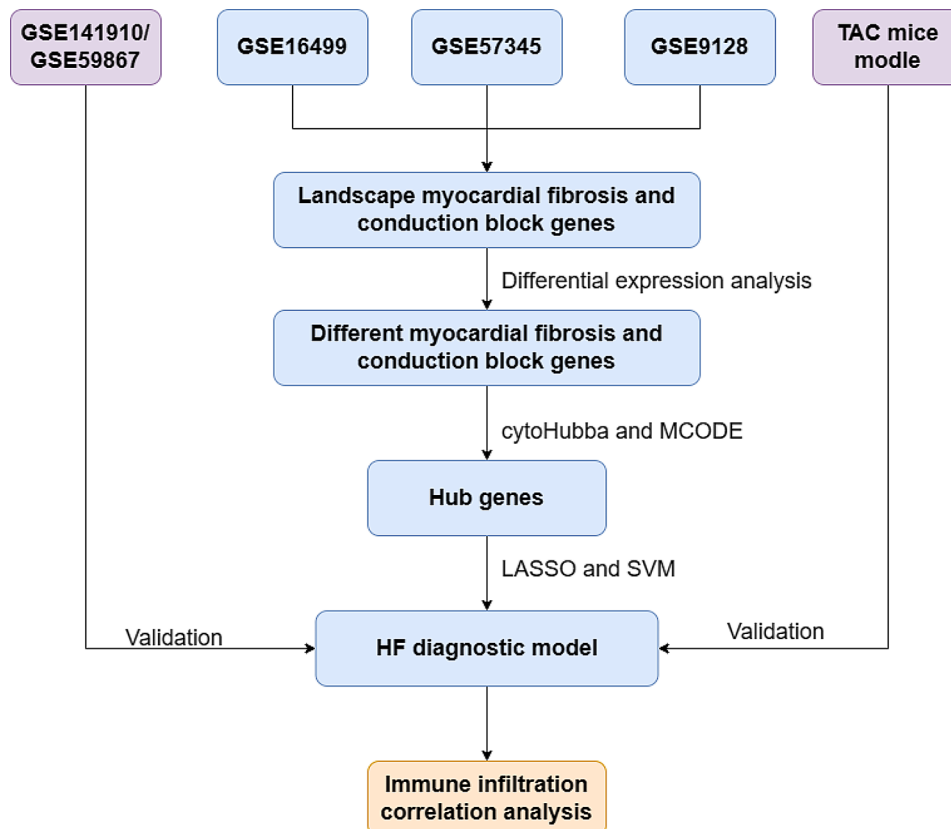 GSE141910/
GSE59867
GSE16499
GSE57345
GSE9128
TAC mice
modle
Landscape myocardial fibrosis and
conduction block genes
Differential expression analysis
Different myocardial fibrosis and
conduction block genes
cytoHubba and MCODE
Hub genes
LASSO and SVM
Validation
HF diagnostic model
Validation
Immune infiltration
correlation analysis